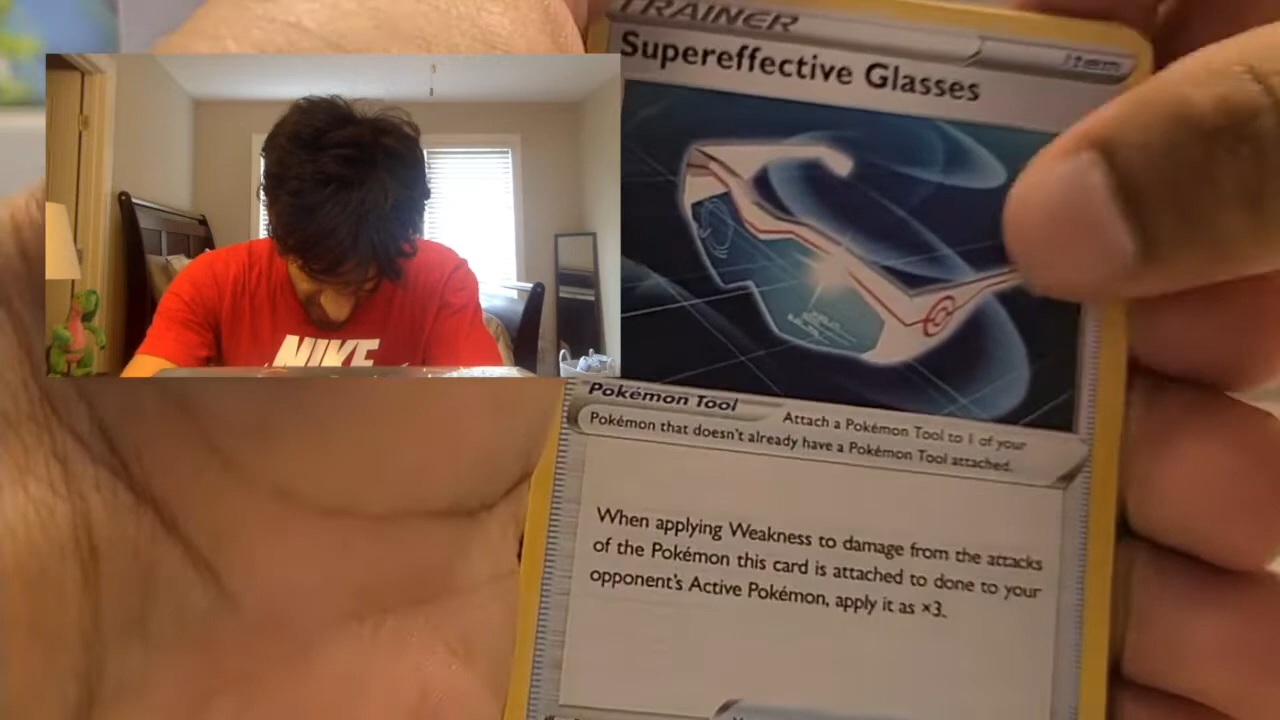 TRAINER
Item
Supereffective Glasses
NIKE
Pokémon Tool
Attach a Pokémon Tool to 1 of your
Pokémon that doesn't already have a Pokémon Tool attached.
When applying Weakness to damage from the attacks
of the Pokémon this card is attached to done to your
opponent's Active Pokémon, apply it as ×3.